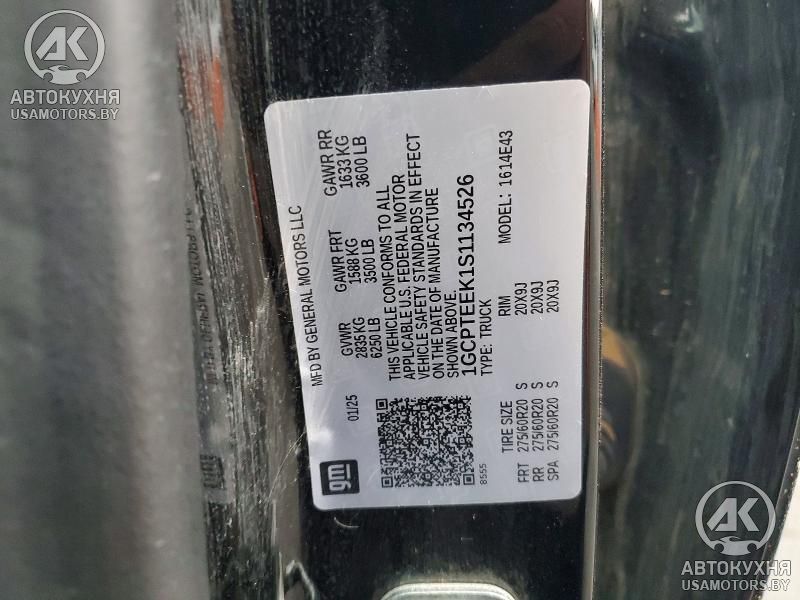 AK
АВТОКУХНЯ
USAMOTORS.BY
MFD BY GENERAL MOTORS LLC
01/25
GVWR GAWR FRT GAWR RR
2835 KG 1588 KG 1633 KG
6250 LB 3500 LB 3600 LB
THIS VEHICLE CONFORMS TO ALL
APPLICABLE U.S. FEDERAL MOTOR
VEHICLE SAFETY STANDARDS IN EFFECT
ON THE DATE OF MANUFACTURE
SHOWN ABOVE.
1GCPTEEK1S1134526
TYPE: TRUCK MODEL: 1614E43
gm
8555
TIRE SIZE RIM
FRT 275/60R20 S 20X9J
RR 275/60R20 S 20X9J
SPA 275/60R20 S 20X9J
AK
АВТОКУХНЯ
USAMOTORS.BY